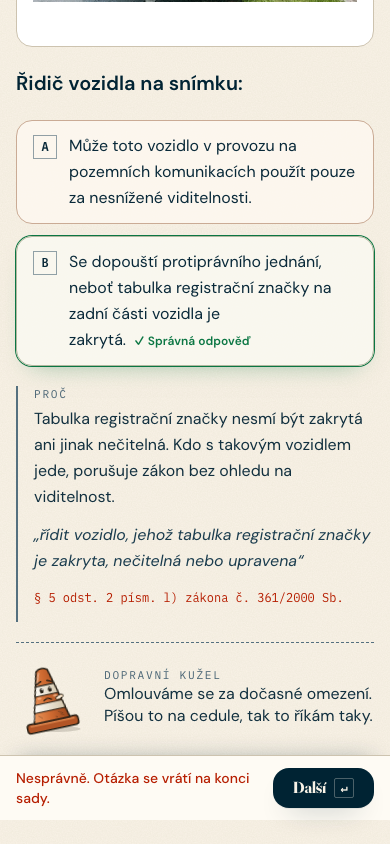 Řidič vozidla na snímku:
A
Může toto vozidlo v provozu na
pozemních komunikacích použít pouze
za nesnížené viditelnosti.
B
Se dopouští protiprávního jednání,
neboť tabulka registrační značky na
zadní části vozidla je
zakrytá. ✓ Správná odpověď
PROČ
Tabulka registrační značky nesmí být zakrytá
ani jinak nečitelná. Kdo s takovým vozidlem
jede, porušuje zákon bez ohledu na
viditelnost.
„řídit vozidlo, jehož tabulka registrační značky
je zakryta, nečitelná nebo upravena“
§ 5 odst. 2 písm. l) zákona č. 361/2000 Sb.
DOPRAVNÍ KUŽEL
Omlouváme se za dočasné omezení.
Píšou to na cedule, tak to říkám taky.
Nesprávně. Otázka se vrátí na konci
sady.
Další ↵